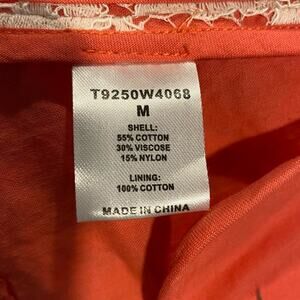 T9250W4068
M
SHELL:
55% COTTON
30% VISCOSE
15% NYLON
LINING:
100% COTTON
MADE IN CHINA